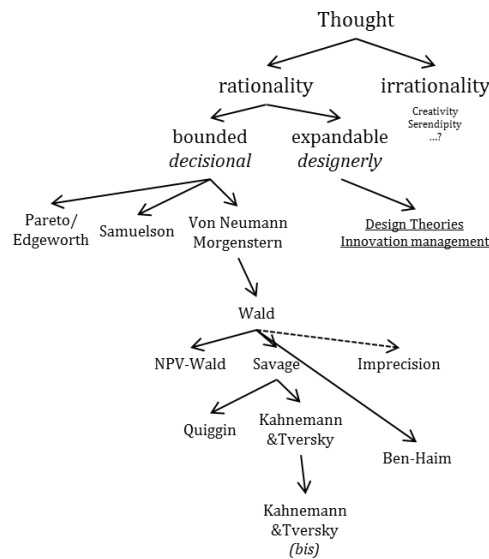 Thought
rationality
irrationality
Creativity
Serendipity
...?
bounded
decisional
expandable
designerly
Pareto/
Edgeworth
Samuelson
Von Neumann
Morgenstern
Design Theories
Innovation management
Wald
NPV-Wald
Savage
Imprecision
Quiggin
Kahnemann
&Tversky
Ben-Haim
Kahnemann
&Tversky
(bis)